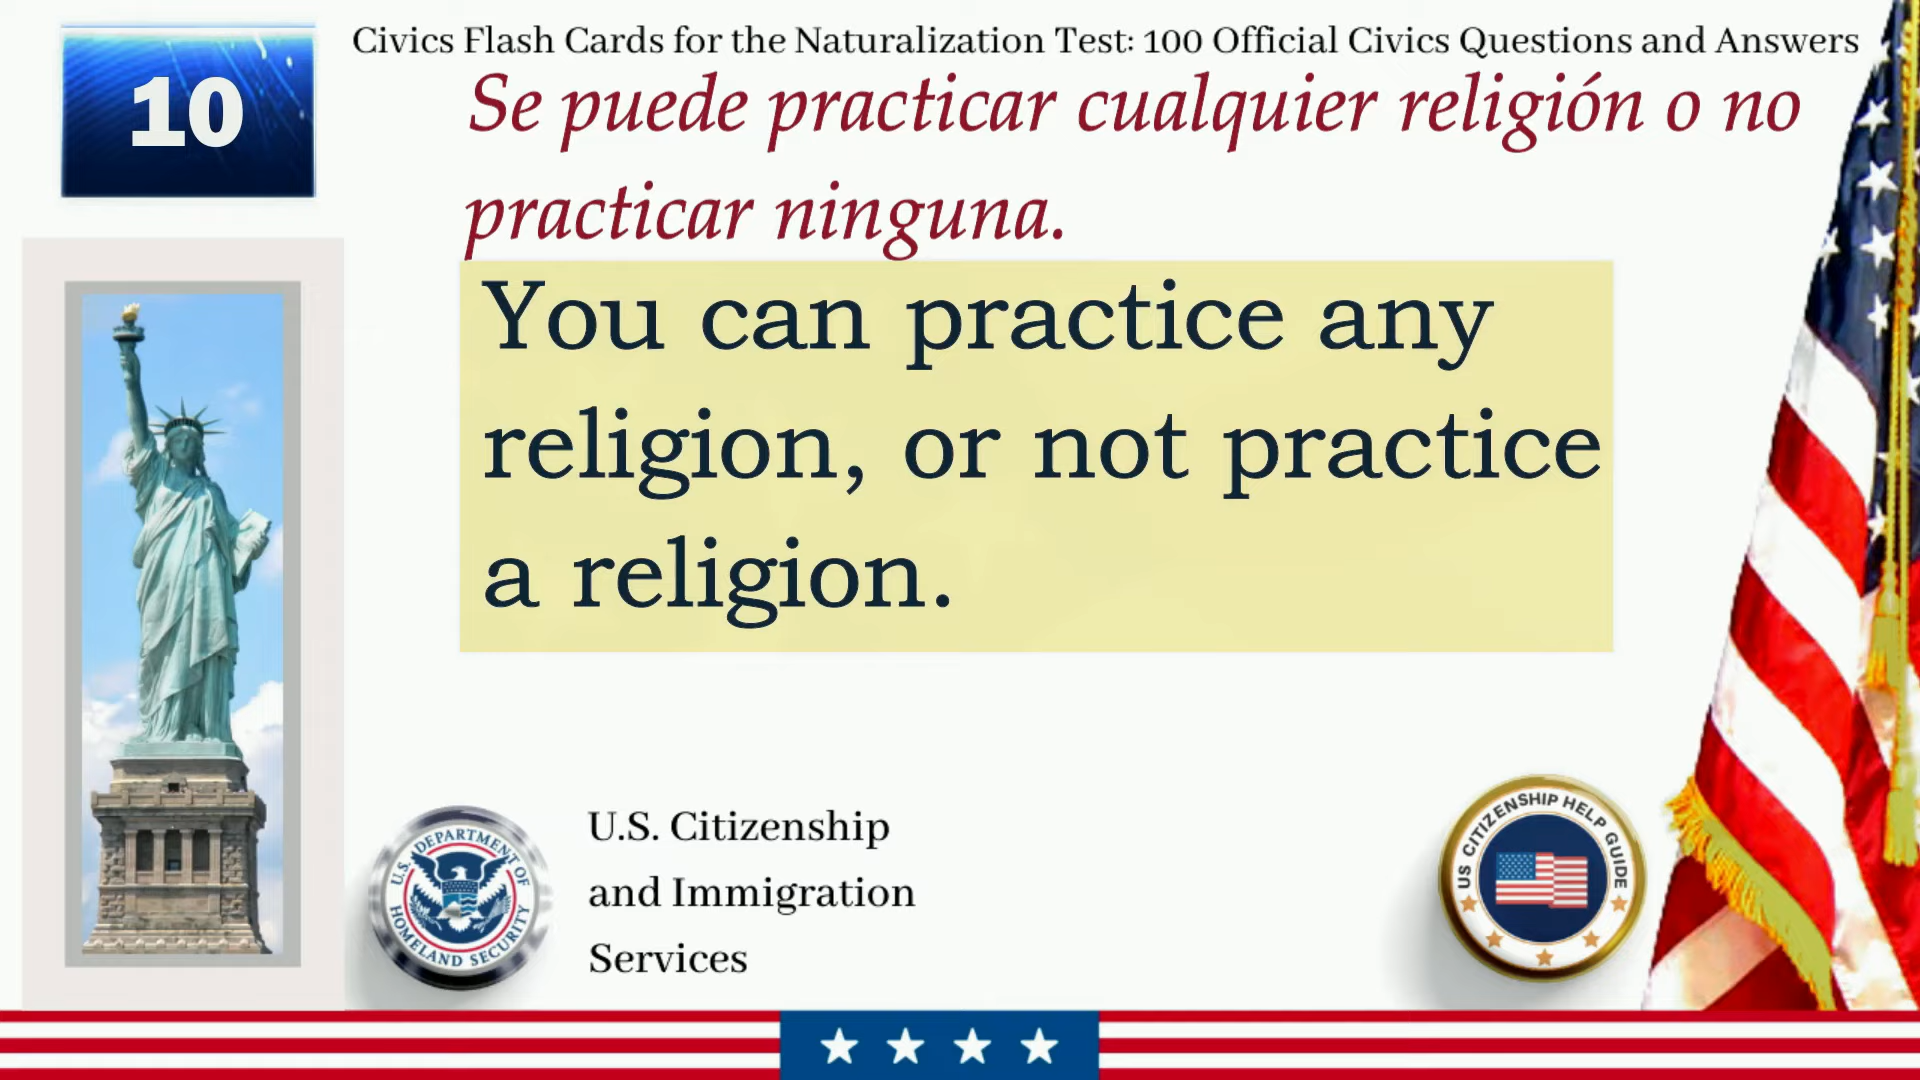 Civics Flash Cards for the Naturalization Test: 100 Official Civics Questions and Answers
10
Se puede practicar cualquier religión o no
practicar ninguna.
You can practice any
religion, or not practice
a religion.
U.S. DEPARTMENT OF
HOMELAND SECURITY
U.S. Citizenship
and Immigration
Services
US CITIZENSHIP HELP GUIDE